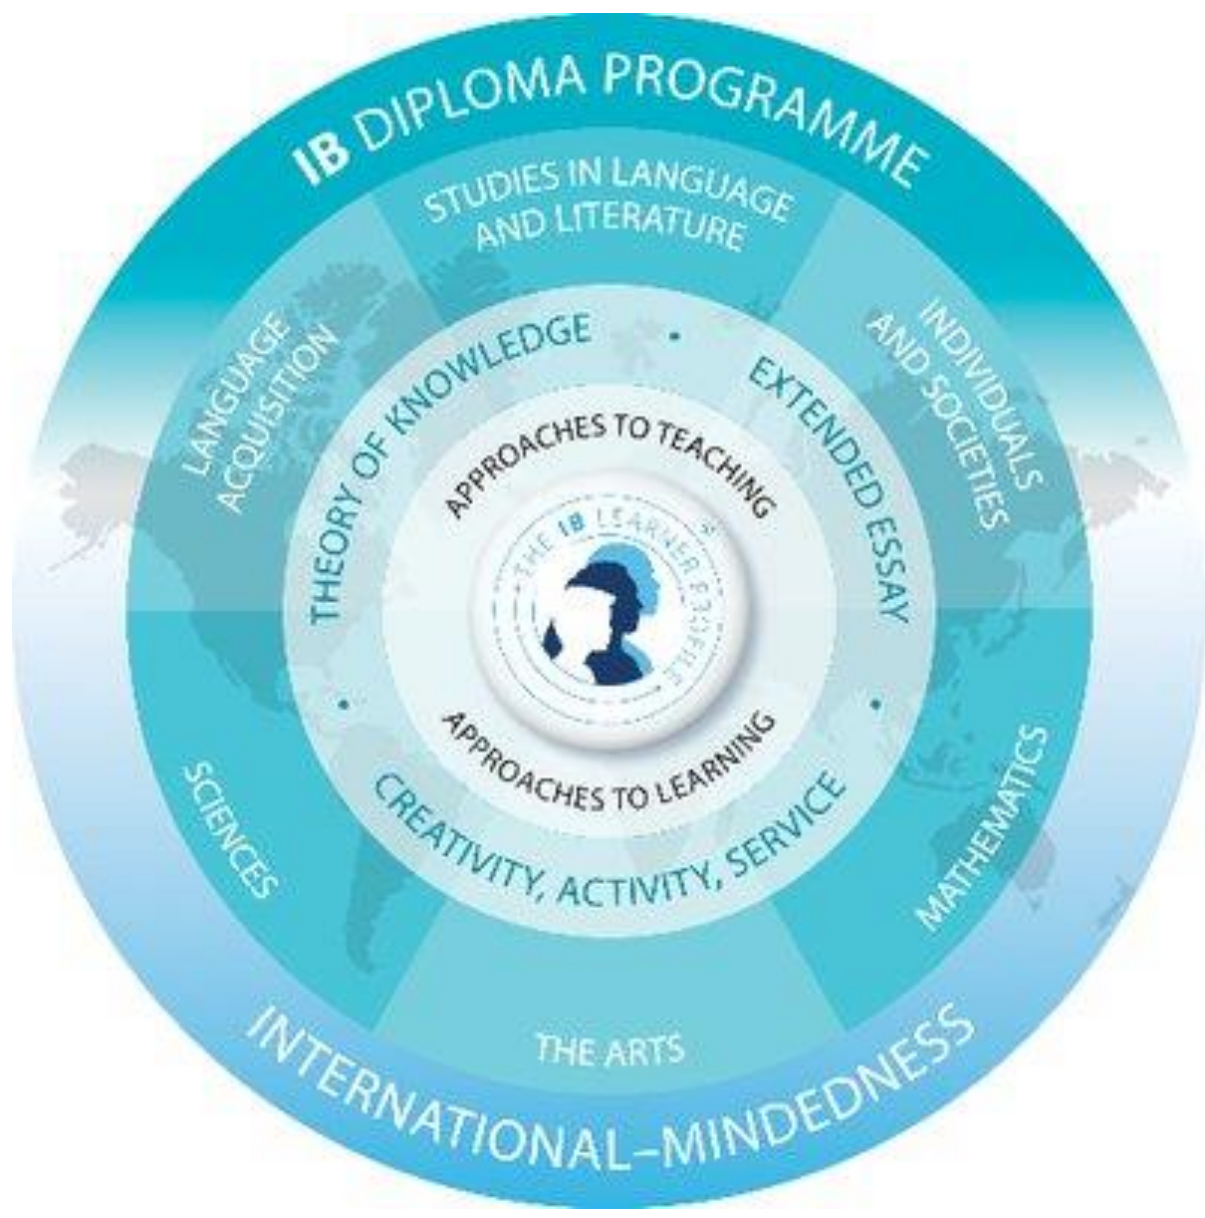 IB DIPLOMA PROGRAMME
STUDIES IN LANGUAGE
AND LITERATURE
LANGUAGE
ACQUISITION
INDIVIDUALS
AND SOCIETIES
THEORY OF KNOWLEDGE
EXTENDED ESSAY
APPROACHES TO TEACHING
THE IB LEARNER PROFILE
APPROACHES TO LEARNING
CREATIVITY, ACTIVITY, SERVICE
SCIENCES
MATHEMATICS
THE ARTS
INTERNATIONAL–MINDEDNESS